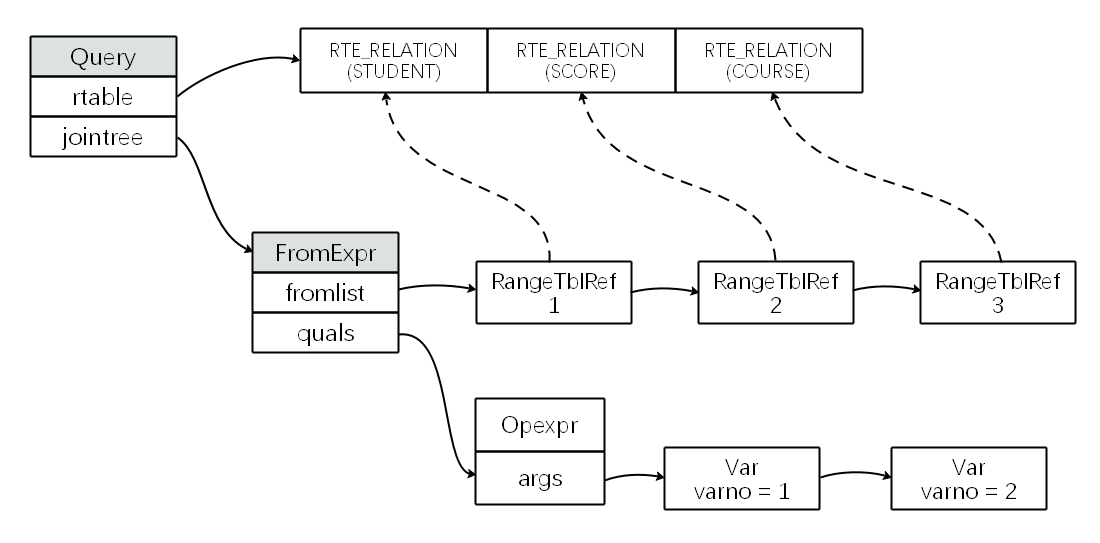 Query
rtable
jointree
RTE_RELATION
(STUDENT)
RTE_RELATION
(SCORE)
RTE_RELATION
(COURSE)
FromExpr
fromlist
quals
RangeTblRef
1
RangeTblRef
2
RangeTblRef
3
Opexpr
args
Var
varno = 1
Var
varno = 2